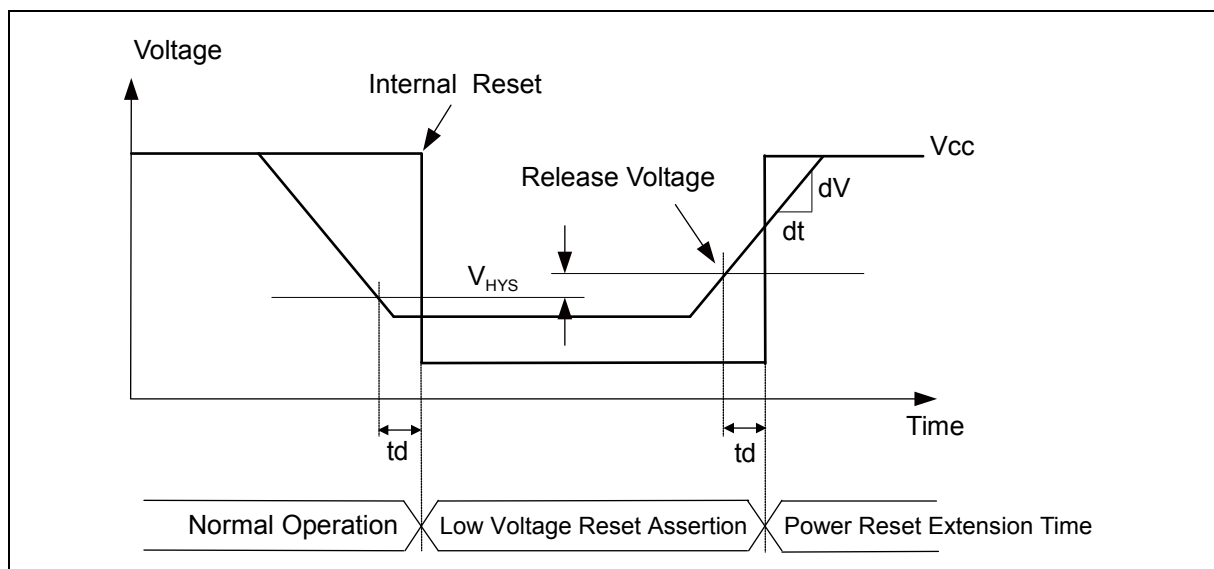 Voltage
Internal Reset
Vcc
Release Voltage
dV
dt
VHYS
Time
td
td
Normal Operation
Low Voltage Reset Assertion
Power Reset Extension Time